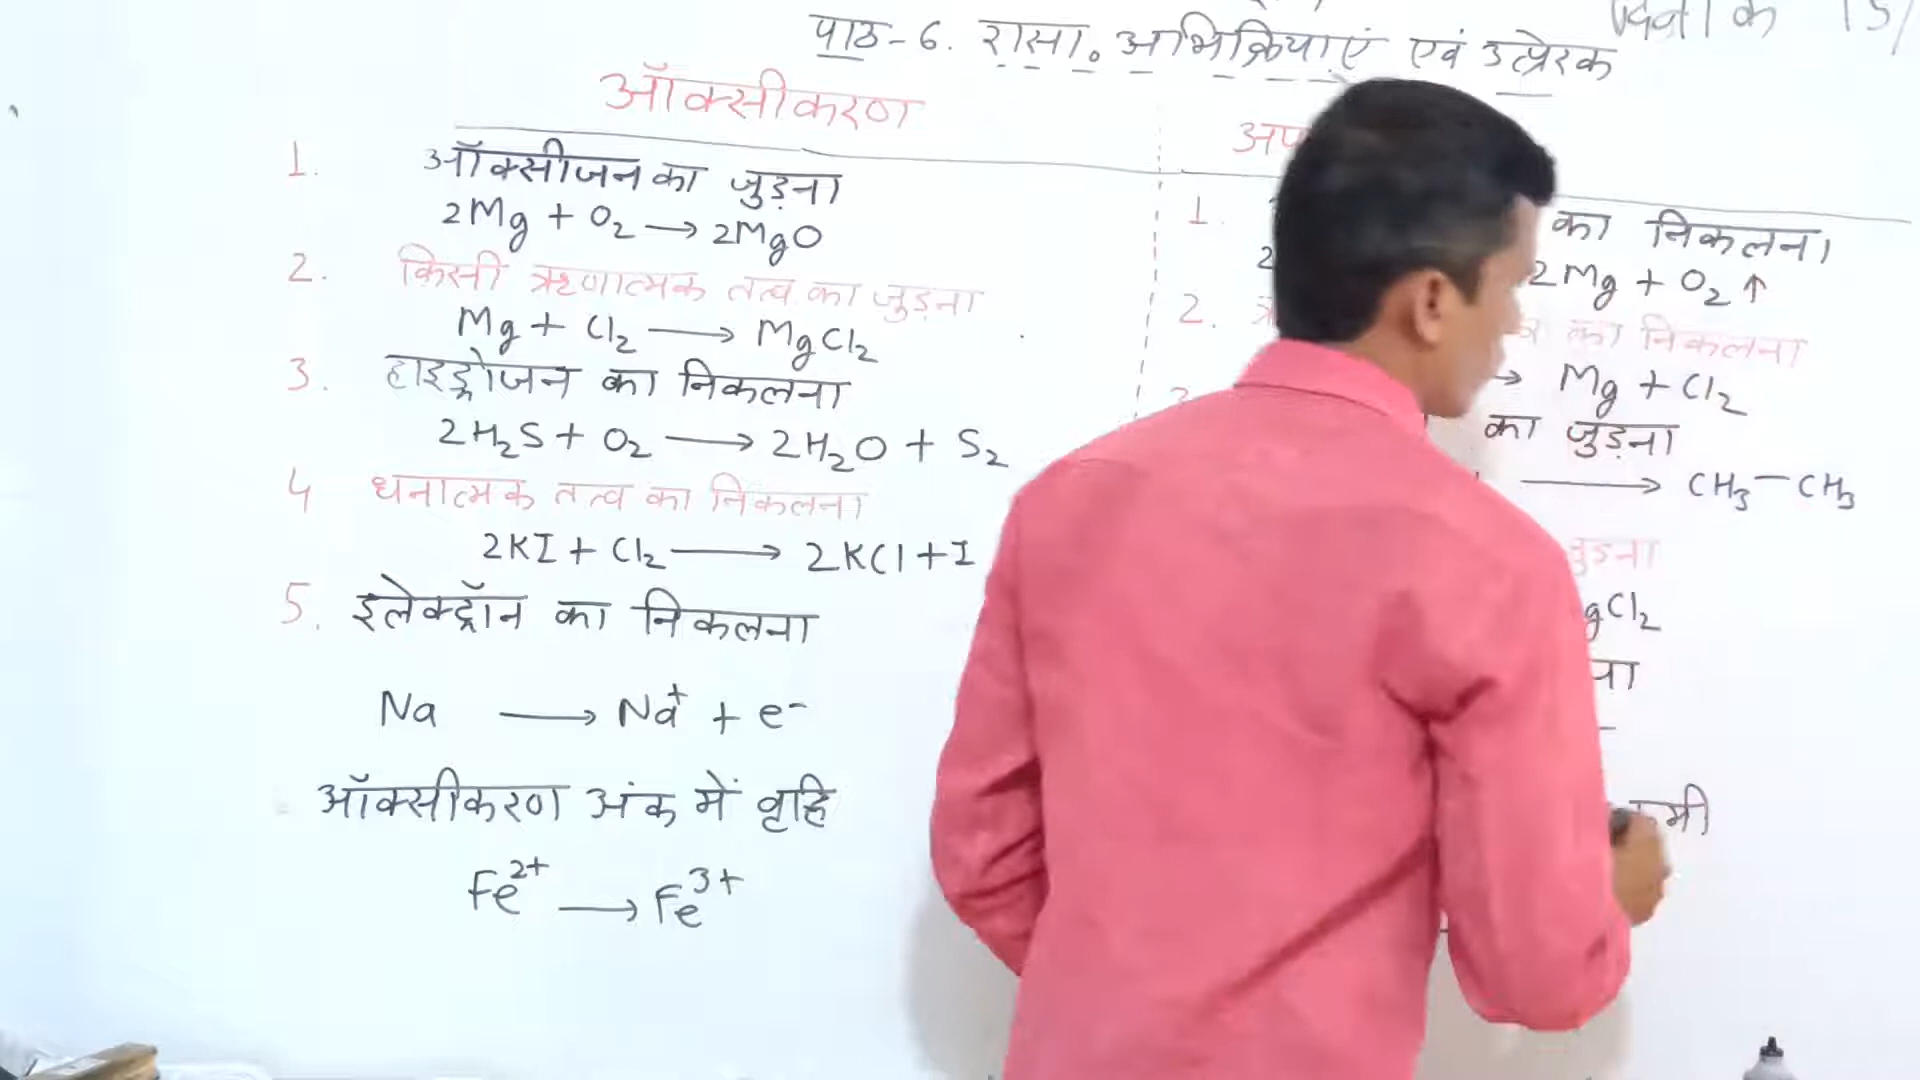 पाठ-6. रासा. अभिक्रियाएं एवं उत्प्रेरक
ऑक्सीकरण
1. ऑक्सीजन का जुड़ना
2Mg + O₂ → 2MgO
2. किसी ऋणात्मक तत्व का जुड़ना
Mg + Cl₂ → MgCl₂
3. हाइड्रोजन का निकलना
2H₂S + O₂ → 2H₂O + S₂
4 धनात्मक तत्व का निकलना
2KI + Cl₂ → 2KCl + I
5. इलेक्ट्रॉन का निकलना
Na → Na⁺ + e⁻
ऑक्सीकरण अंक में वृद्धि
Fe²⁺ → Fe³⁺
1. का निकलना
2Mg + O₂ ↑
2. का निकलना
→ Mg + Cl₂
का जुड़ना
→ CH₃ — CH₃
जुड़ना
gCl₂
कमी